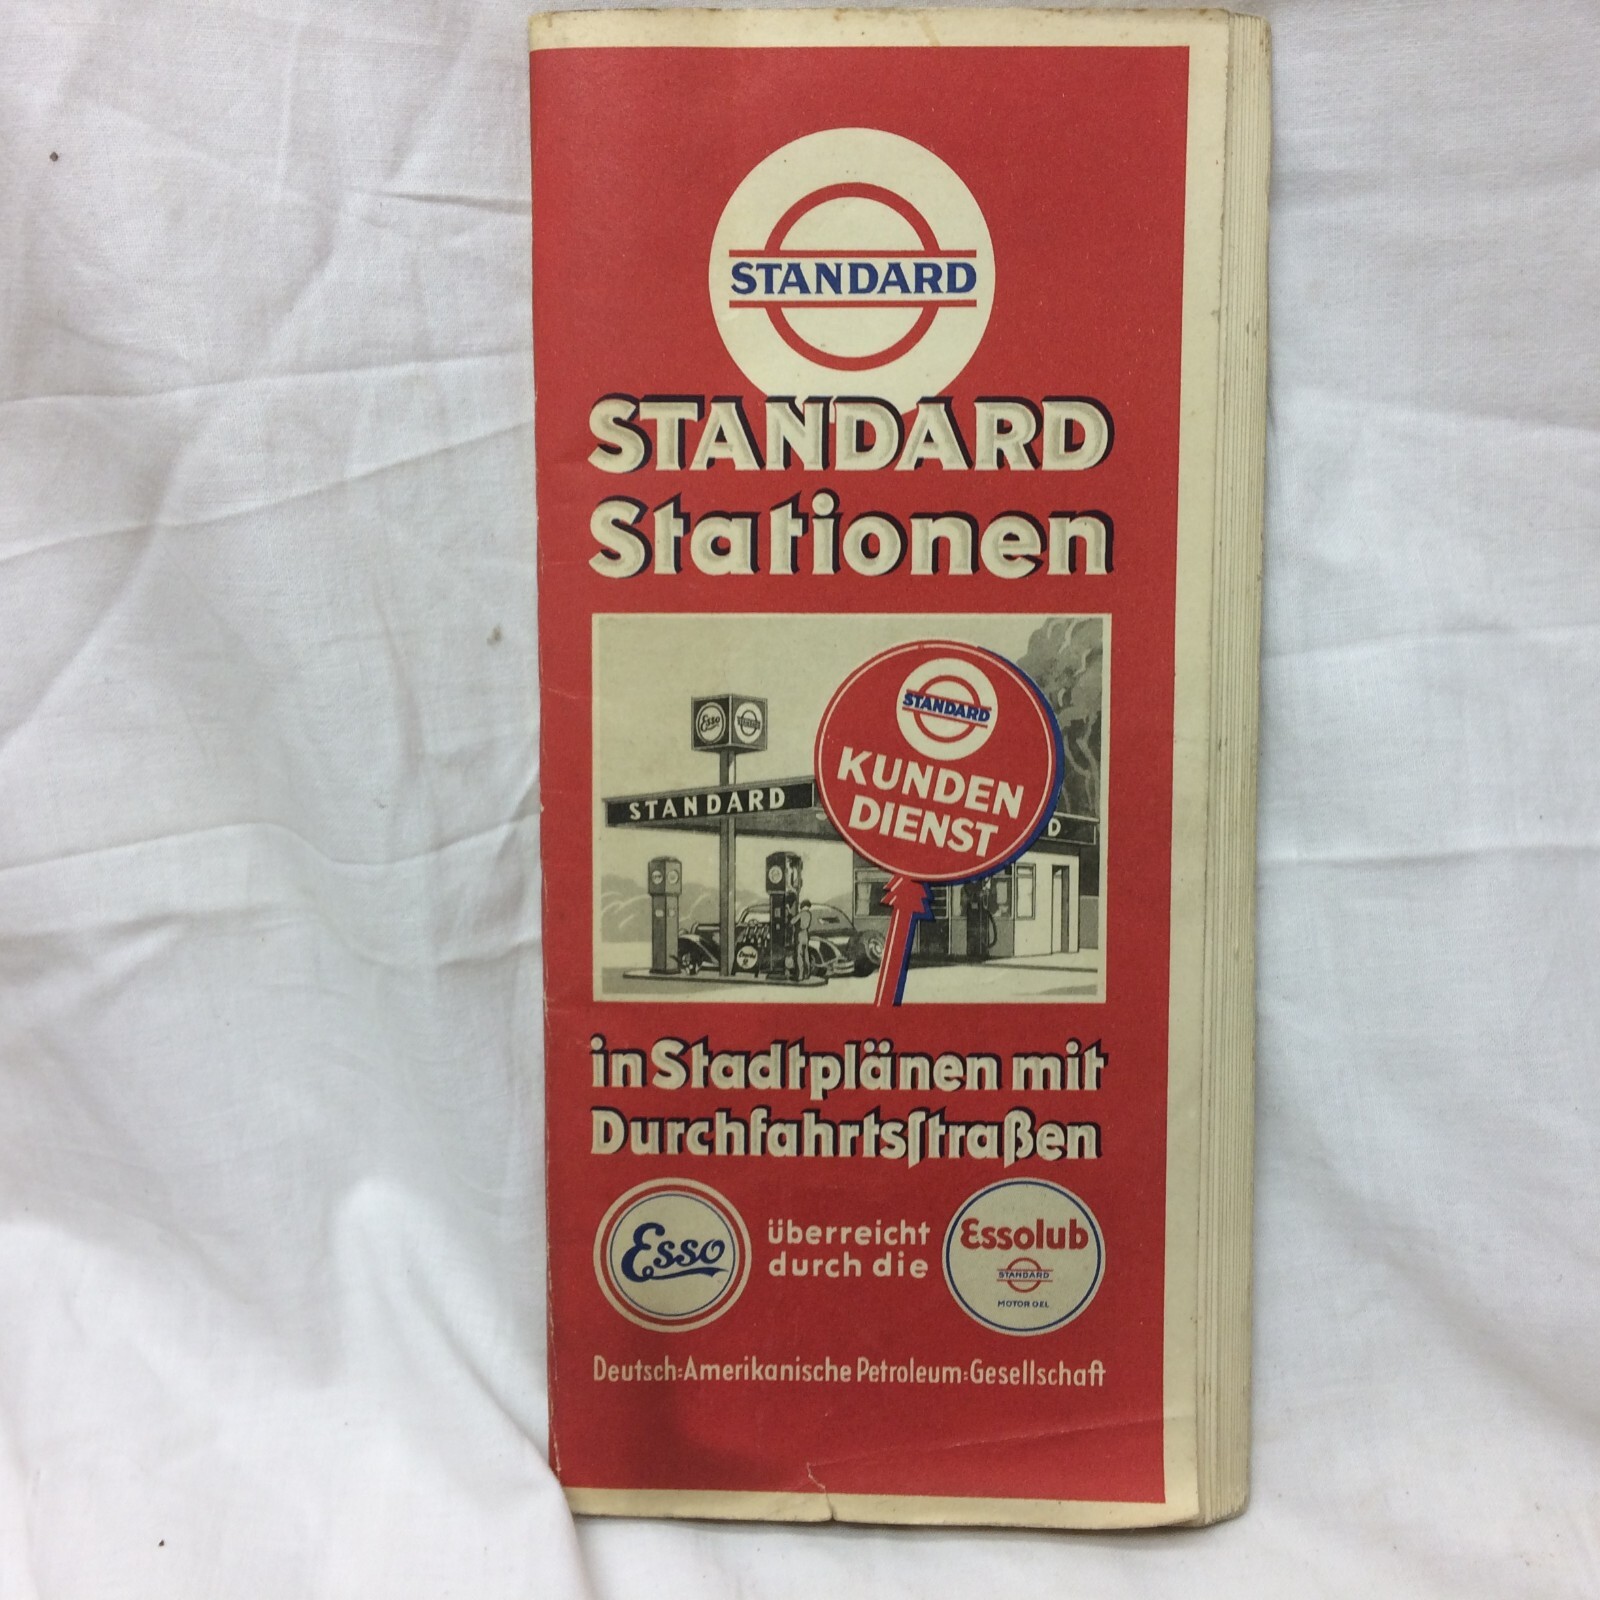 STANDARD
STANDARD
Stationen
Esso
STANDARD
STANDARD
KUNDEN
DIENST
D
in Stadtplänen mit
Durchfahrtsſtraßen
Esso
überreicht
durch die
Essolub
STANDARD
MOTOR OEL
Deutsch=Amerikanische Petroleum=Gesellschaft